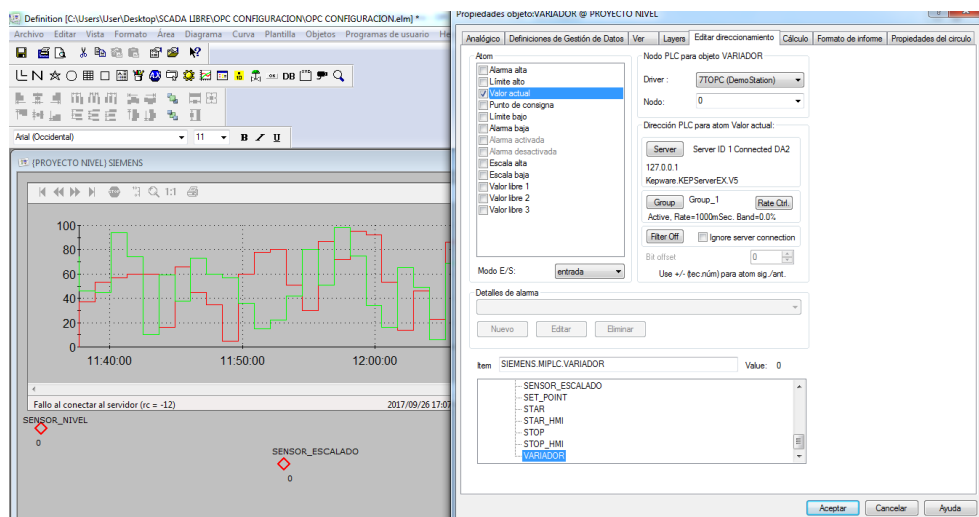 Definition [C:\Users\User\Desktop\SCADA LIBRE\OPC CONFIGURACION\OPC CONFIGURACION.elm] *
Archivo Editar Vista Formato Área Diagrama Curva Plantilla Objetos Programas de usuario
DB
1:1
Arial (Occidental) 11 B Z U
{PROYECTO NIVEL} SIEMENS
STOP 1:1
100
80
60
40
20
0
11:40:00 11:50:00 12:00:00
Fallo al conectar al servidor (rc = -12) 2017/09/26 17:07
SENSOR_NIVEL
0
SENSOR_ESCALADO
0
Propiedades objeto:VARIADOR @ PROYECTO NIVEL
Analógico Definiciones de Gestión de Datos Ver Layers Editar direccionamiento Cálculo Formato de informe Propiedades del circulo
Atom
Alarma alta
Límite alto
Valor actual
Punto de consigna
Límite bajo
Alarma baja
Alarma activada
Alarma desactivada
Escala alta
Escala baja
Valor libre 1
Valor libre 2
Valor libre 3
Modo E/S: entrada
Nodo PLC para objeto VARIADOR
Driver : 7TOPC (DemoStation)
Nodo: 0
Dirección PLC para atom Valor actual:
Server Server ID 1 Connected DA2
127.0.0.1
Kepware.KEPServerEX.V5
Group Group_1 Rate Ctrl.
Active, Rate=1000mSec. Band=0.0%
Filter Off Ignore server connection
Bit offset 0
Use +/- (tec.núm) para atom sig./ant.
Detalles de alarma
Nuevo Editar Eliminar
Item SIEMENS.MIPLC.VARIADOR Value: 0
SENSOR_ESCALADO
SET_POINT
STAR
STAR_HMI
STOP
STOP_HMI
VARIADOR
Aceptar Cancelar Ayuda